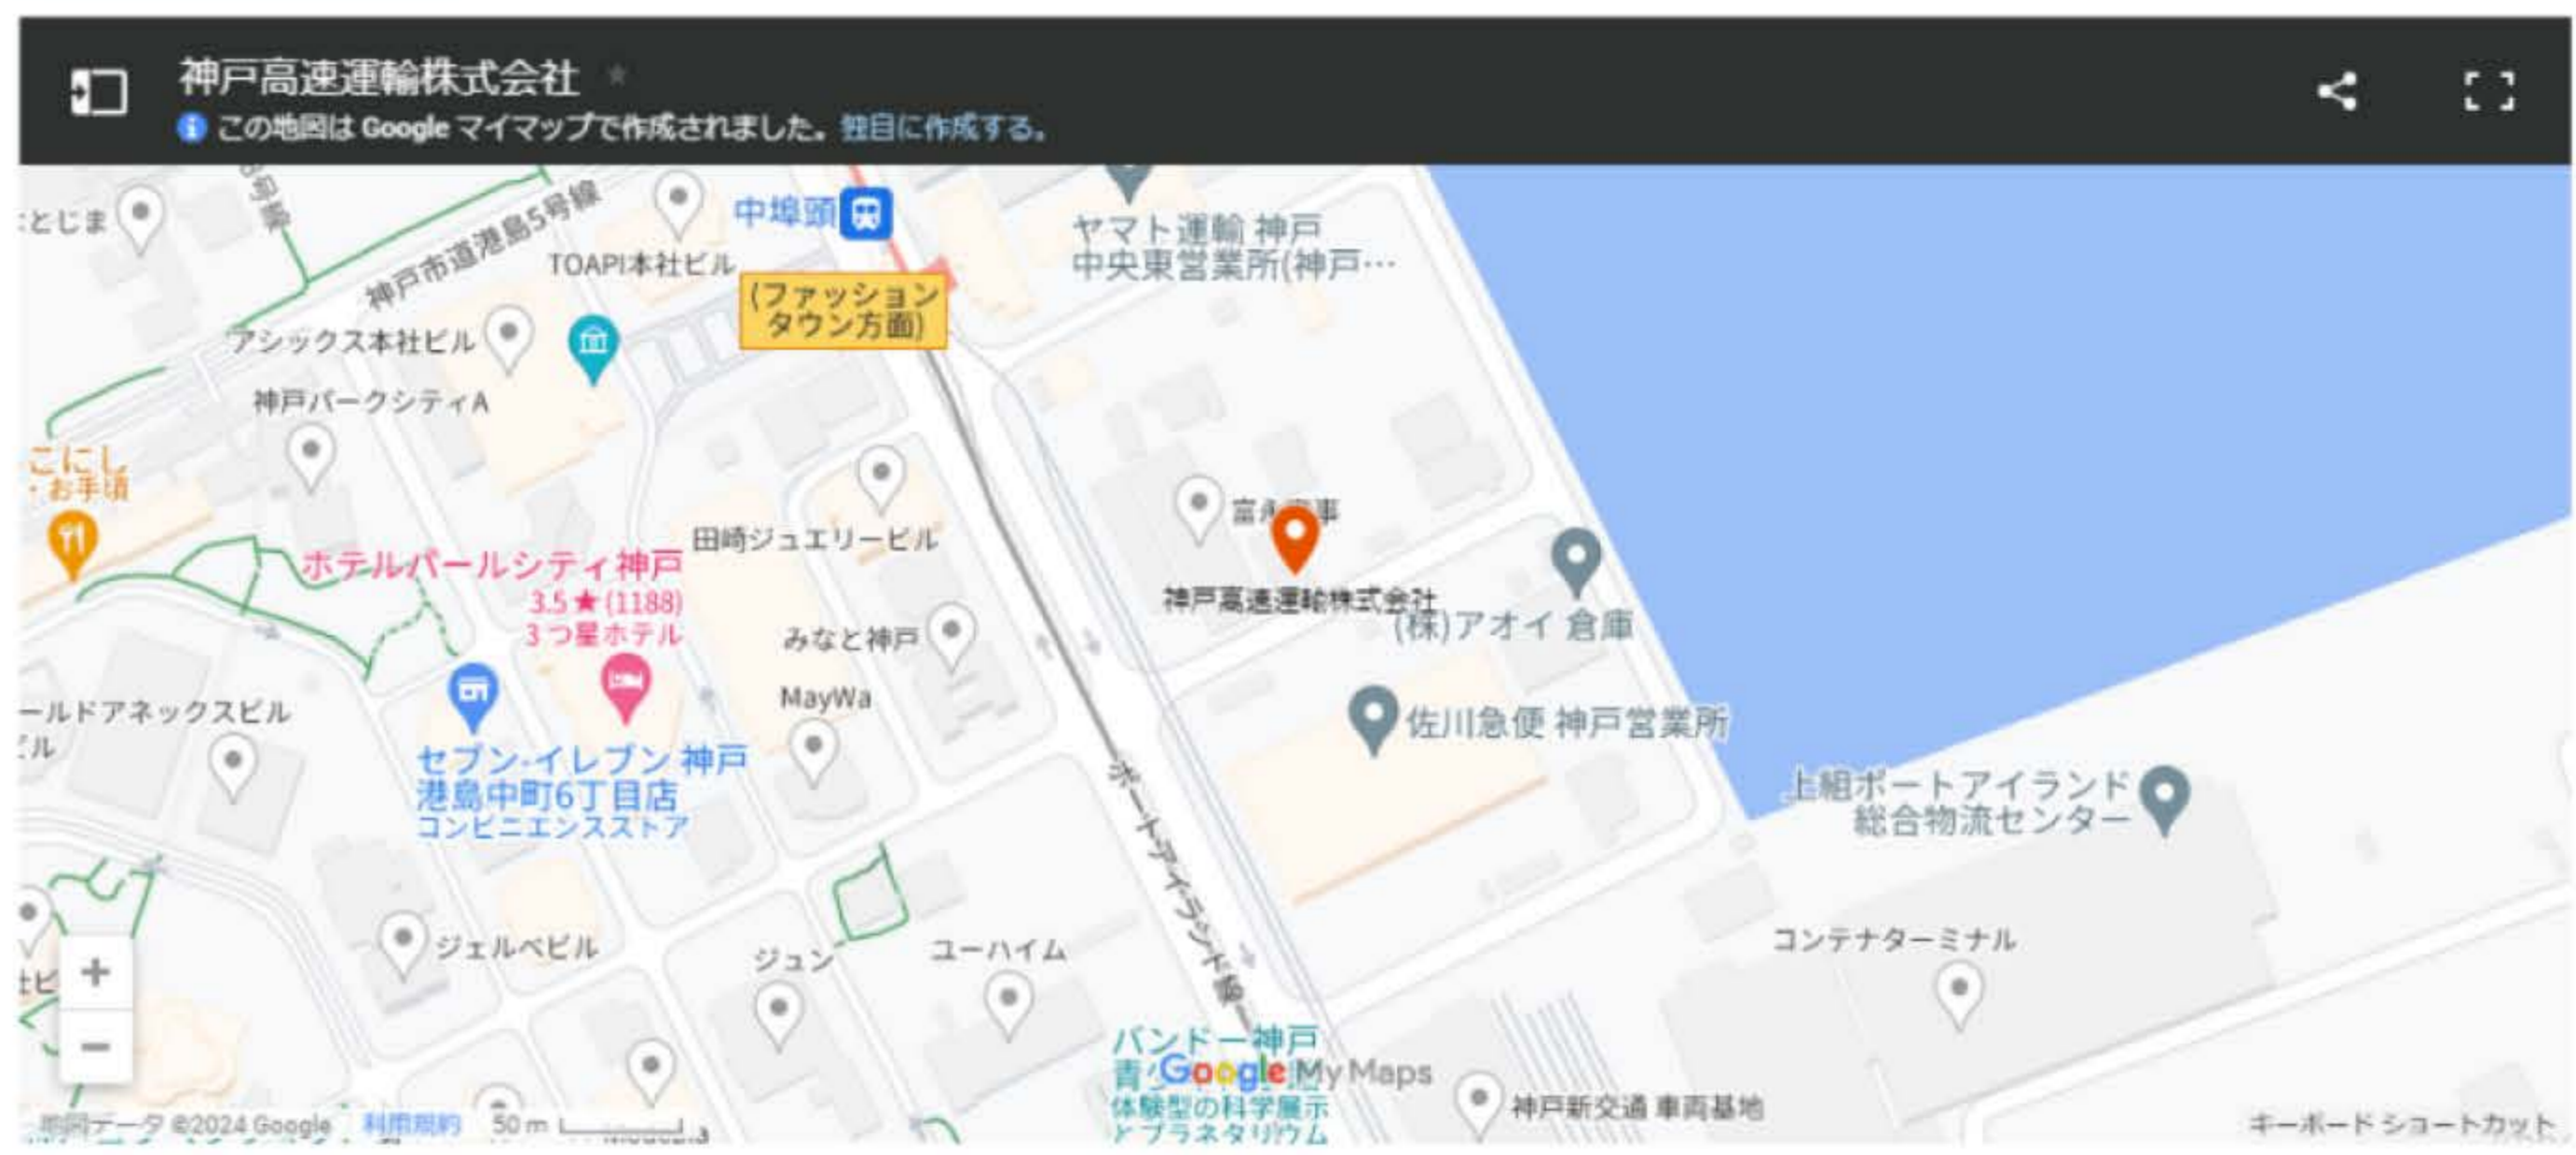 神戸高速運輸株式会社
この地図は Google マイマップで作成されました。独自に作成する。
ことじま
号線
神戸市道港島5号線
TOAPI本社ビル
中埠頭
ヤマト運輸 神戸
中央東営業所(神戸…
(ファッション
タウン方面)
アシックス本社ビル
神戸パークシティA
こにし
・お手頃
富永
事
田崎ジュエリービル
ホテルパールシティ神戸
3.5★(1188)
3 つ星ホテル
神戸高速運輸株式会社
(株)アオイ 倉庫
みなと神戸
MayWa
佐川急便 神戸営業所
ールドアネックスビル
ビル
セブン-イレブン 神戸
港島中町6丁目店
コンビニエンスストア
ポートアイランド線
上組ポートアイランド
総合物流センター
コンテナターミナル
ジェルベビル
ジュン
ユーハイム
社ビ
+
−
バンドー神戸
青
Google My Maps
体験型の科学展示
とプラネタリウム
神戸新交通 車両基地
地図データ ©2024 Google
利用規約
50 m
キーボード ショートカット